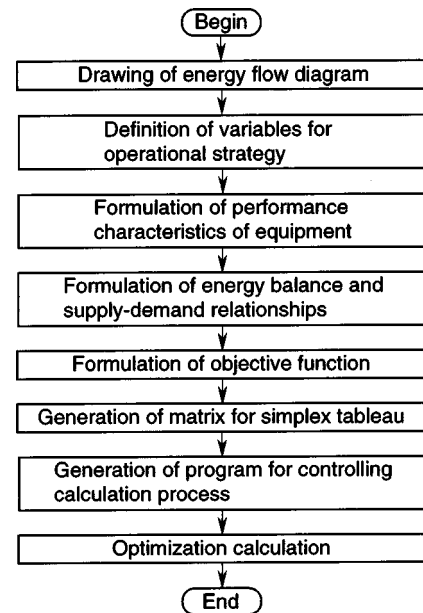 Begin
Drawing of energy flow diagram
Definition of variables for
operational strategy
Formulation of performance
characteristics of equipment
Formulation of energy balance and
supply-demand relationships
Formulation of objective function
Generation of matrix for simplex tableau
Generation of program for controlling
calculation process
Optimization calculation
End